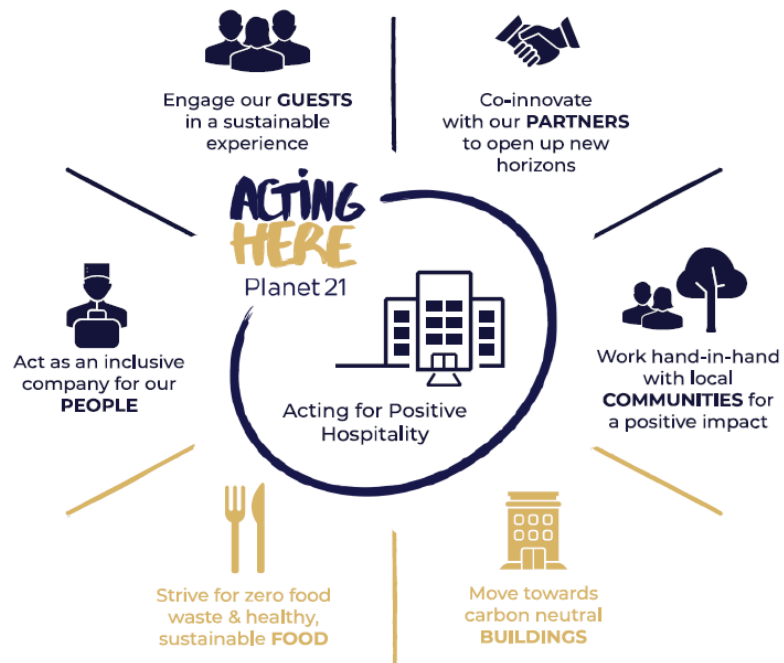 Engage our GUESTS
in a sustainable
experience
Co-innovate
with our PARTNERS
to open up new
horizons
ACTING
HERE
Planet 21
Acting for Positive
Hospitality
Act as an inclusive
company for our
PEOPLE
Work hand-in-hand
with local
COMMUNITIES for
a positive impact
Strive for zero food
waste & healthy,
sustainable FOOD
Move towards
carbon neutral
BUILDINGS